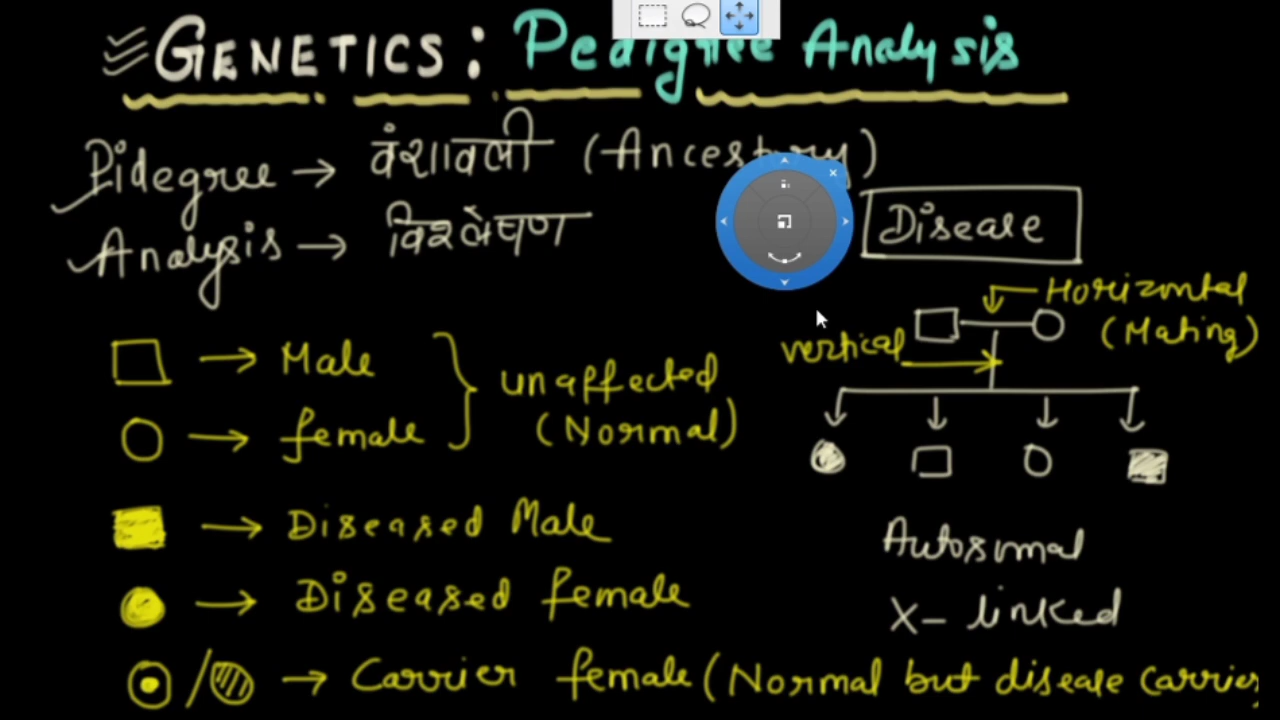 GENETICS: Pedigree Analysis
Pidegree → वंशावली (Ancestry)
Analysis → विश्लेषण
Disease
Horizontal
(Mating)
vertical
Male
female
unaffected
(Normal)
Diseased Male
Diseased female
Autosomal
X- linked
/ → Carrier female (Normal but disease carrier